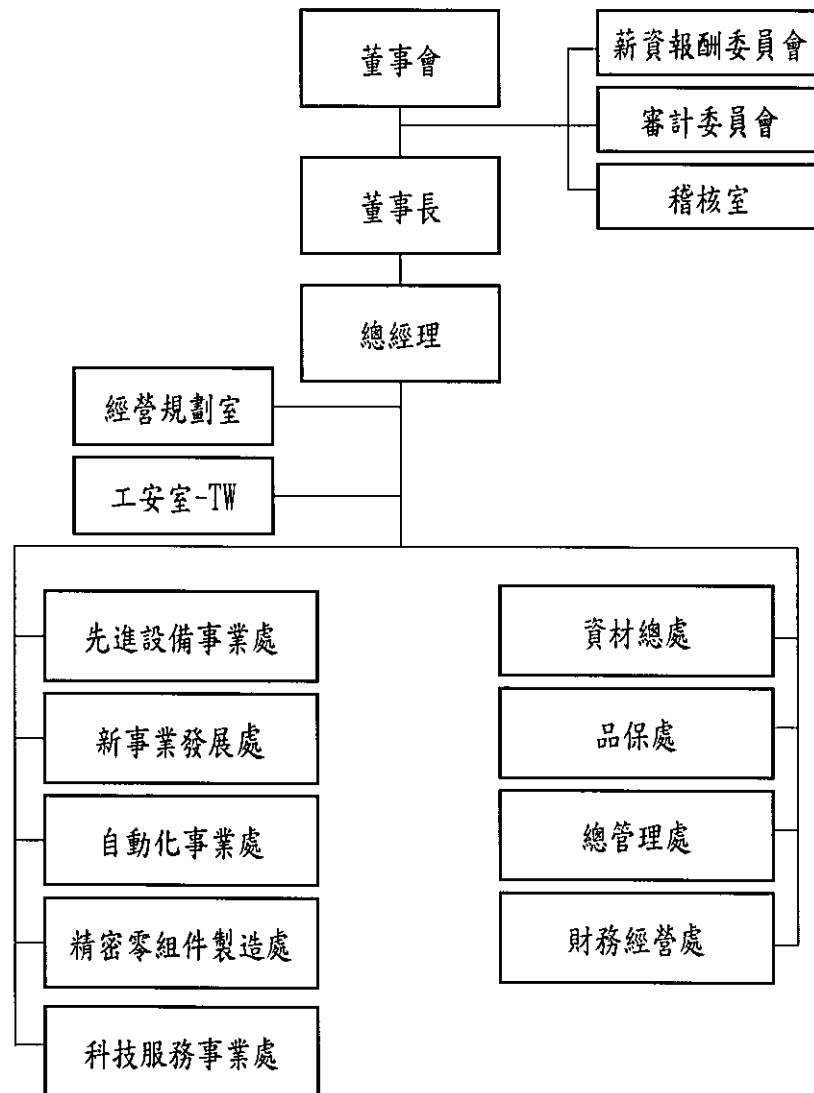 董事會
薪資報酬委員會
審計委員會
稽核室
董事長
總經理
經營規劃室
工安室-TW
先進設備事業處
新事業發展處
自動化事業處
精密零組件製造處
科技服務事業處
資材總處
品保處
總管理處
財務經營處